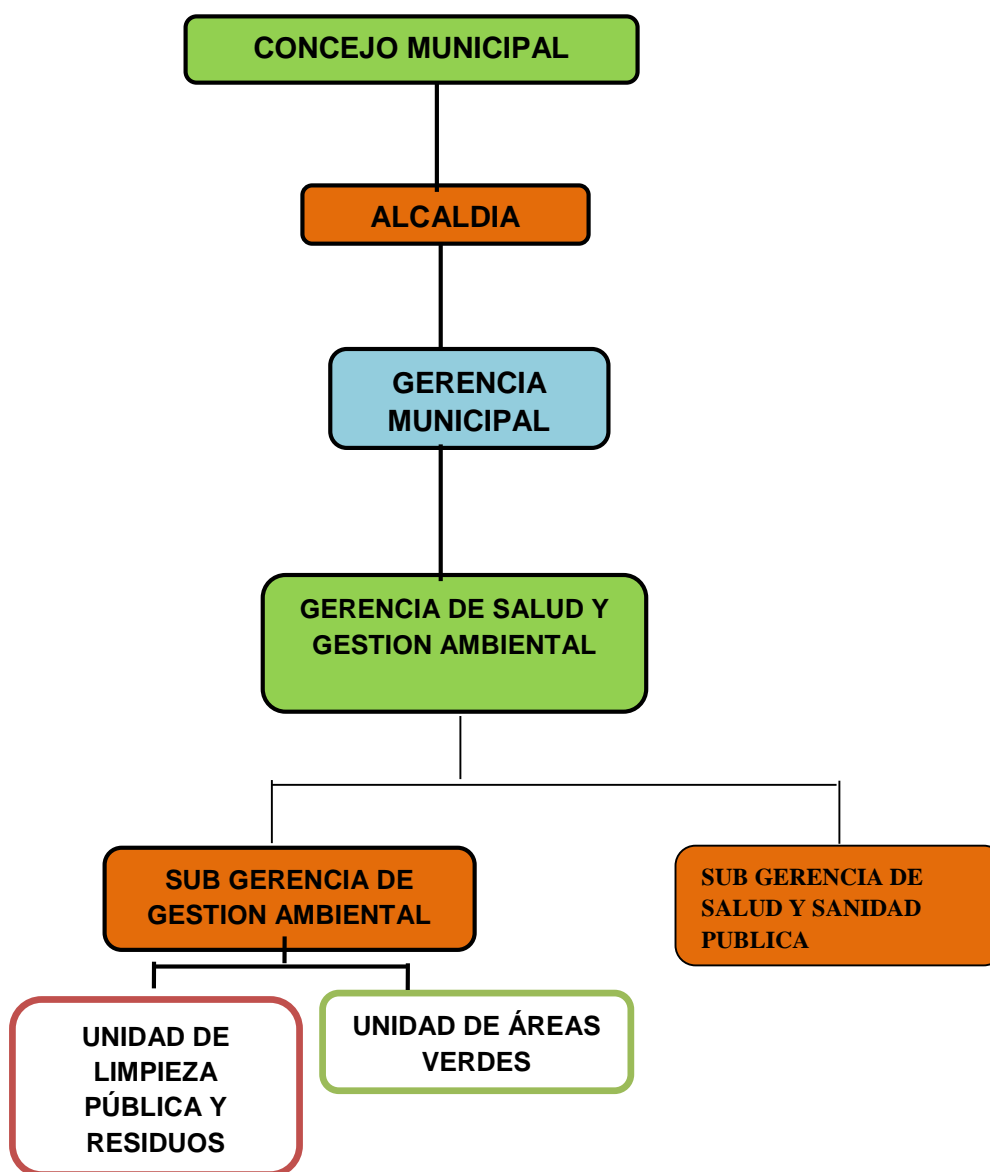 CONCEJO MUNICIPAL
ALCALDIA
GERENCIA
MUNICIPAL
GERENCIA DE SALUD Y
GESTION AMBIENTAL
SUB GERENCIA DE
GESTION AMBIENTAL
SUB GERENCIA DE
SALUD Y SANIDAD
PUBLICA
UNIDAD DE
LIMPIEZA
PÚBLICA Y
RESIDUOS
UNIDAD DE ÁREAS
VERDES